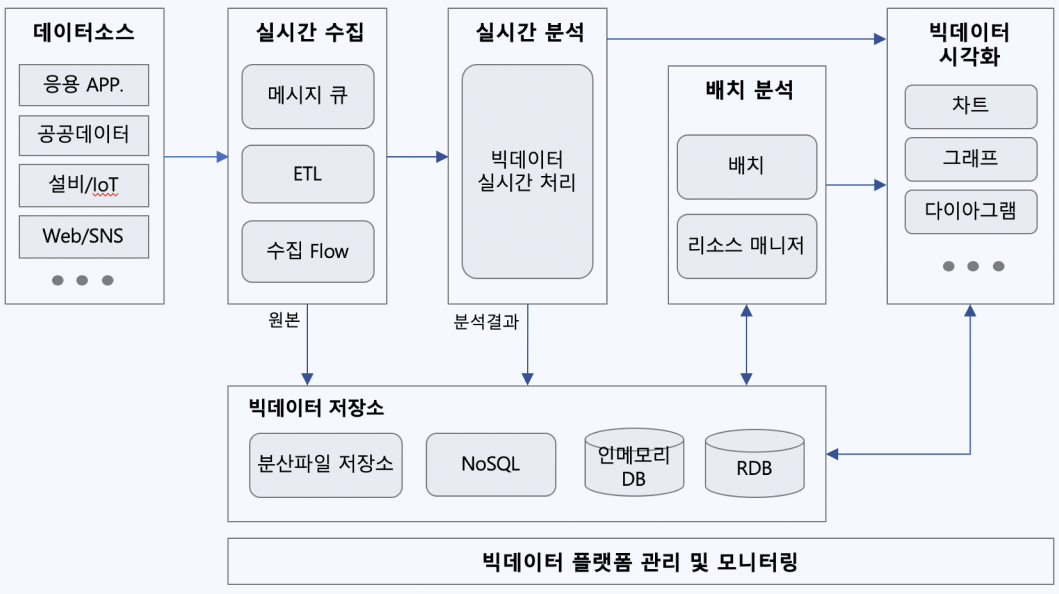 데이터소스
응용 APP.
공공데이터
설비/IoT
Web/SNS
실시간 수집
메시지 큐
ETL
수집 Flow
실시간 분석
빅데이터
실시간 처리
배치 분석
배치
리소스 매니저
빅데이터
시각화
차트
그래프
다이아그램
원본
분석결과
빅데이터 저장소
분산파일 저장소
NoSQL
인메모리
DB
RDB
빅데이터 플랫폼 관리 및 모니터링